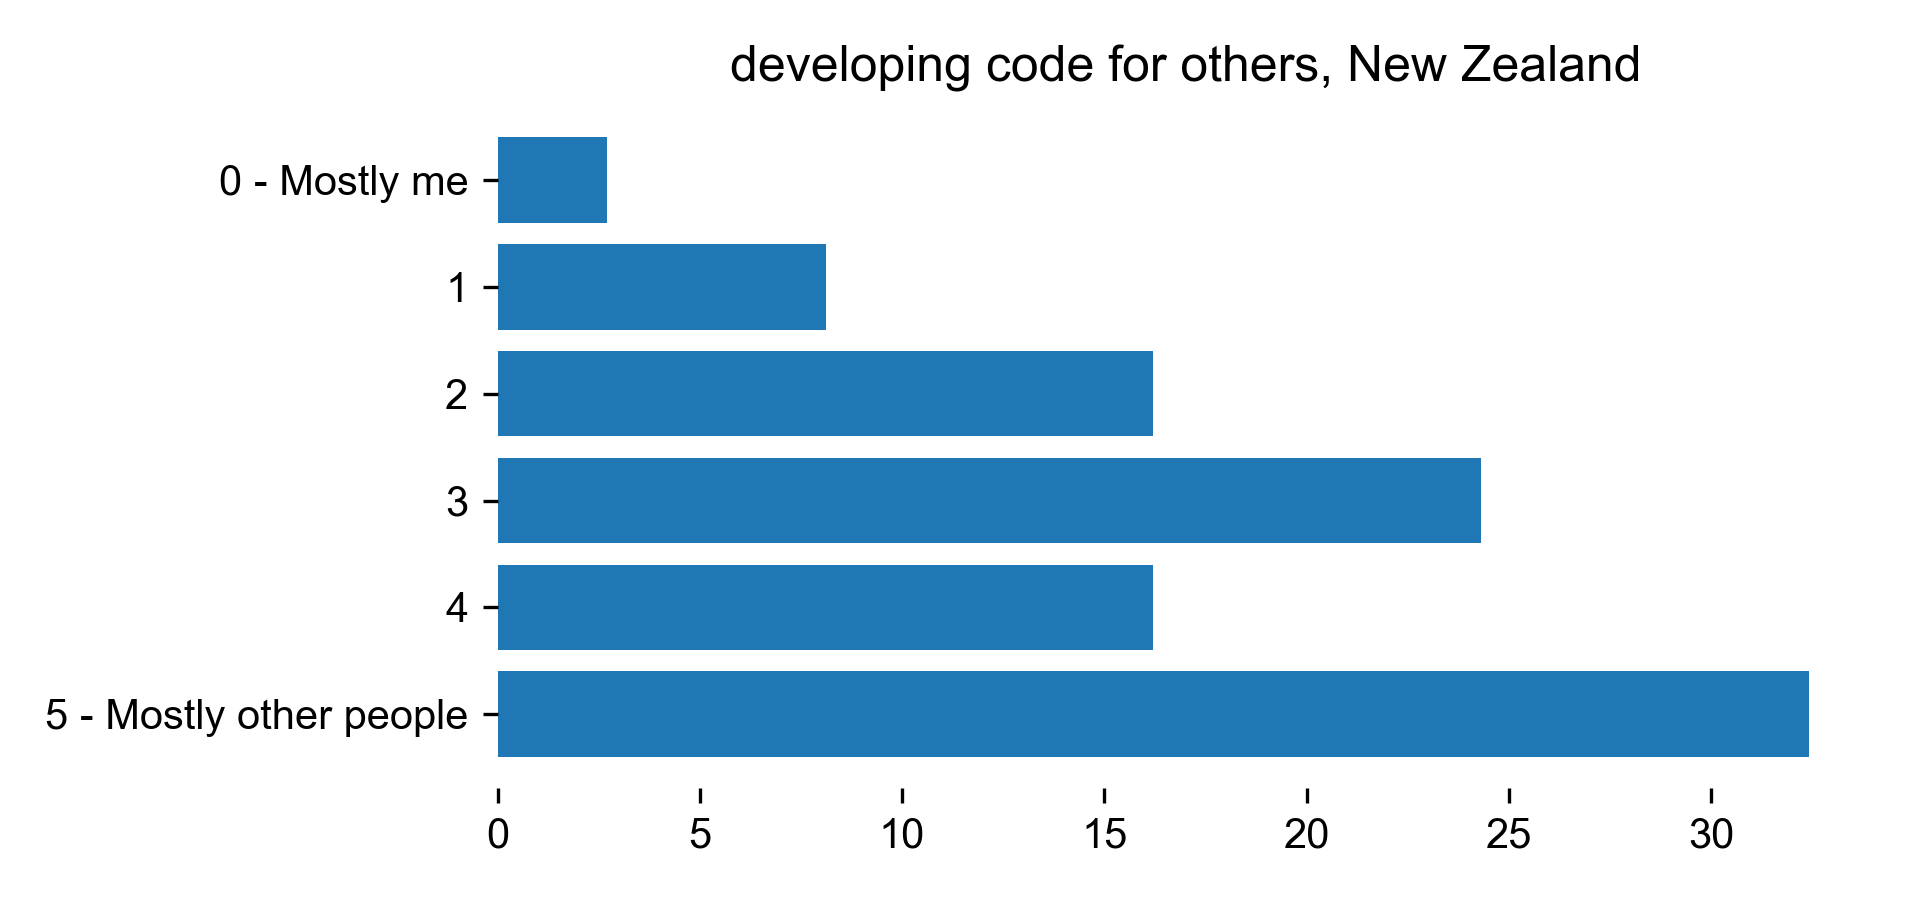 developing code for others, New Zealand
0 - Mostly me
1
2
3
4
5 - Mostly other people
0 5 10 15 20 25 30